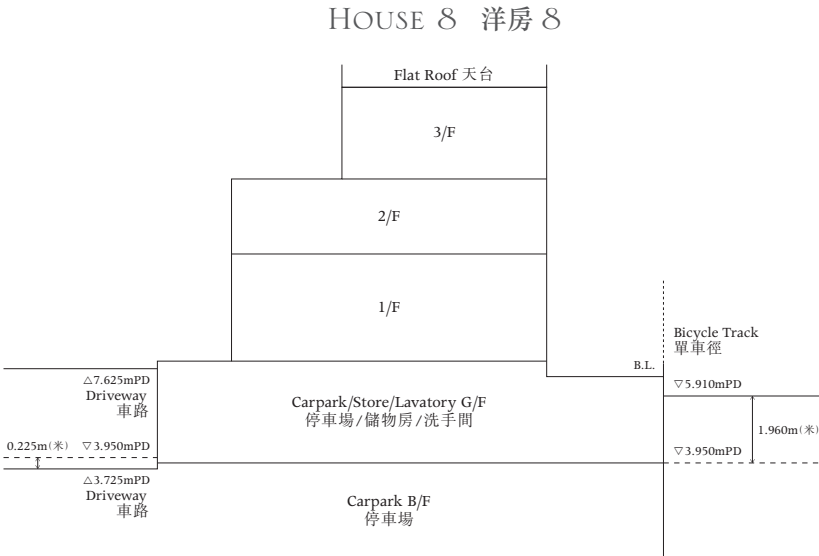 HOUSE 8 洋房 8
Flat Roof 天台
3/F
2/F
1/F
Bicycle Track
單車徑
B.L.
△7.625mPD
Driveway
車路
▽5.910mPD
Carpark/Store/Lavatory G/F
停車場/儲物房/洗手間
1.960m(米)
0.225m(米) ▽3.950mPD
▽3.950mPD
△3.725mPD
Driveway
車路
Carpark B/F
停車場